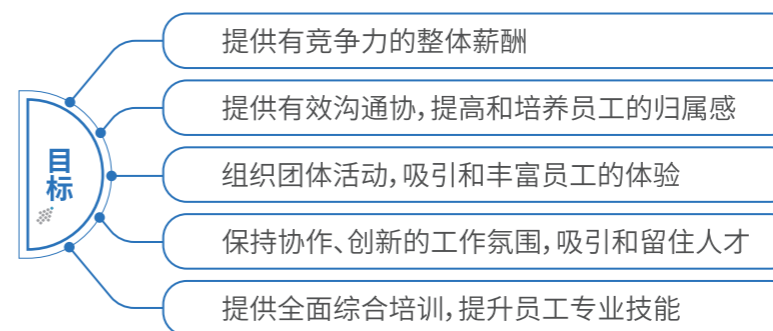 目标
提供有竞争力的整体薪酬
提供有效沟通协,提高和培养员工的归属感
组织团体活动,吸引和丰富员工的体验
保持协作、创新的工作氛围,吸引和留住人才
提供全面综合培训,提升员工专业技能